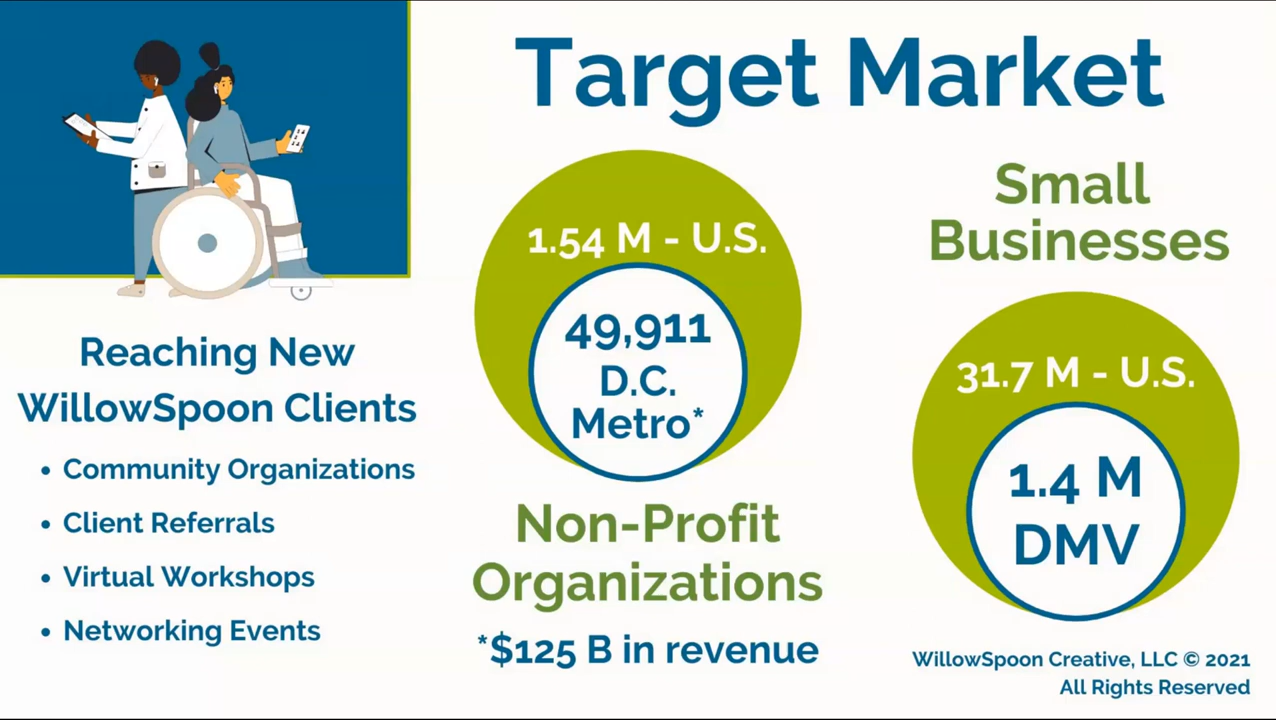 Target Market
Reaching New
WillowSpoon Clients
• Community Organizations
• Client Referrals
• Virtual Workshops
• Networking Events
1.54 M - U.S.
49,911
D.C.
Metro*
Non-Profit
Organizations
*$125 B in revenue
Small
Businesses
31.7 M - U.S.
1.4 M
DMV
WillowSpoon Creative, LLC © 2021
All Rights Reserved